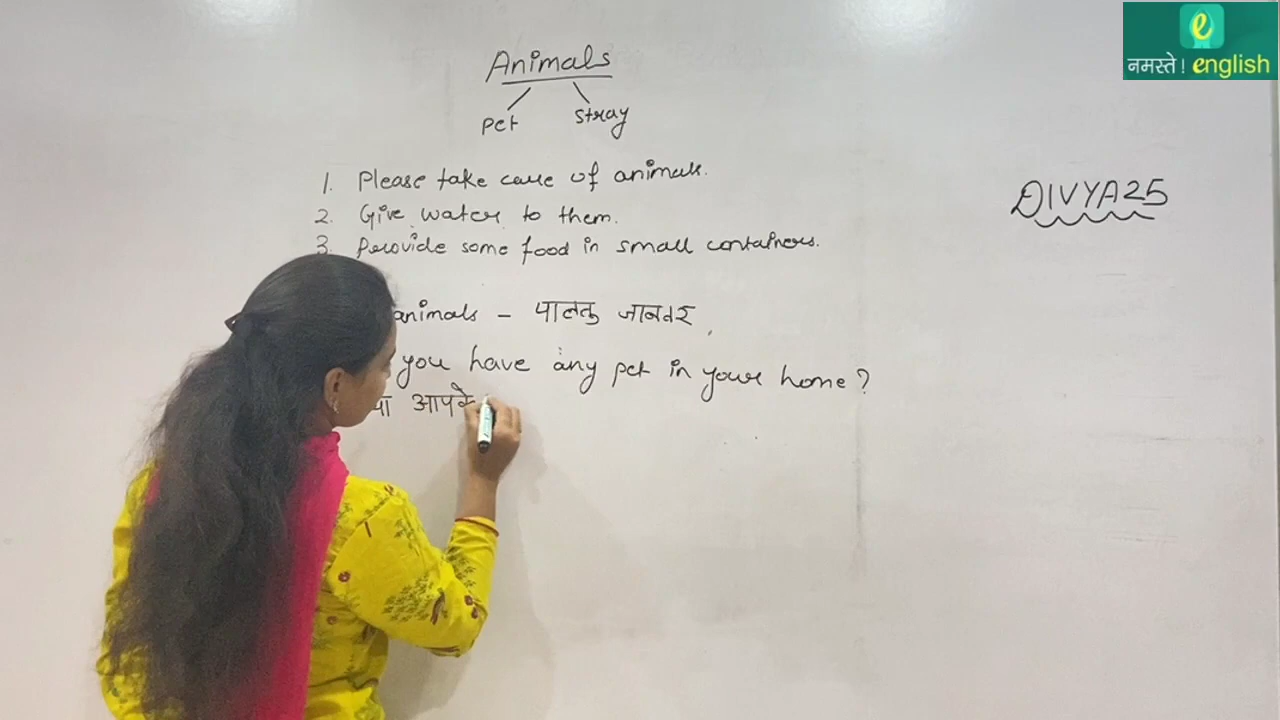 नमस्ते! english
Animals
pet stray
DIVYA25
1. Please take care of animals.
2. Give water to them.
3. Provide some food in small containers.
animals - पालतु जानवर
you have any pet in your home?
या आपके